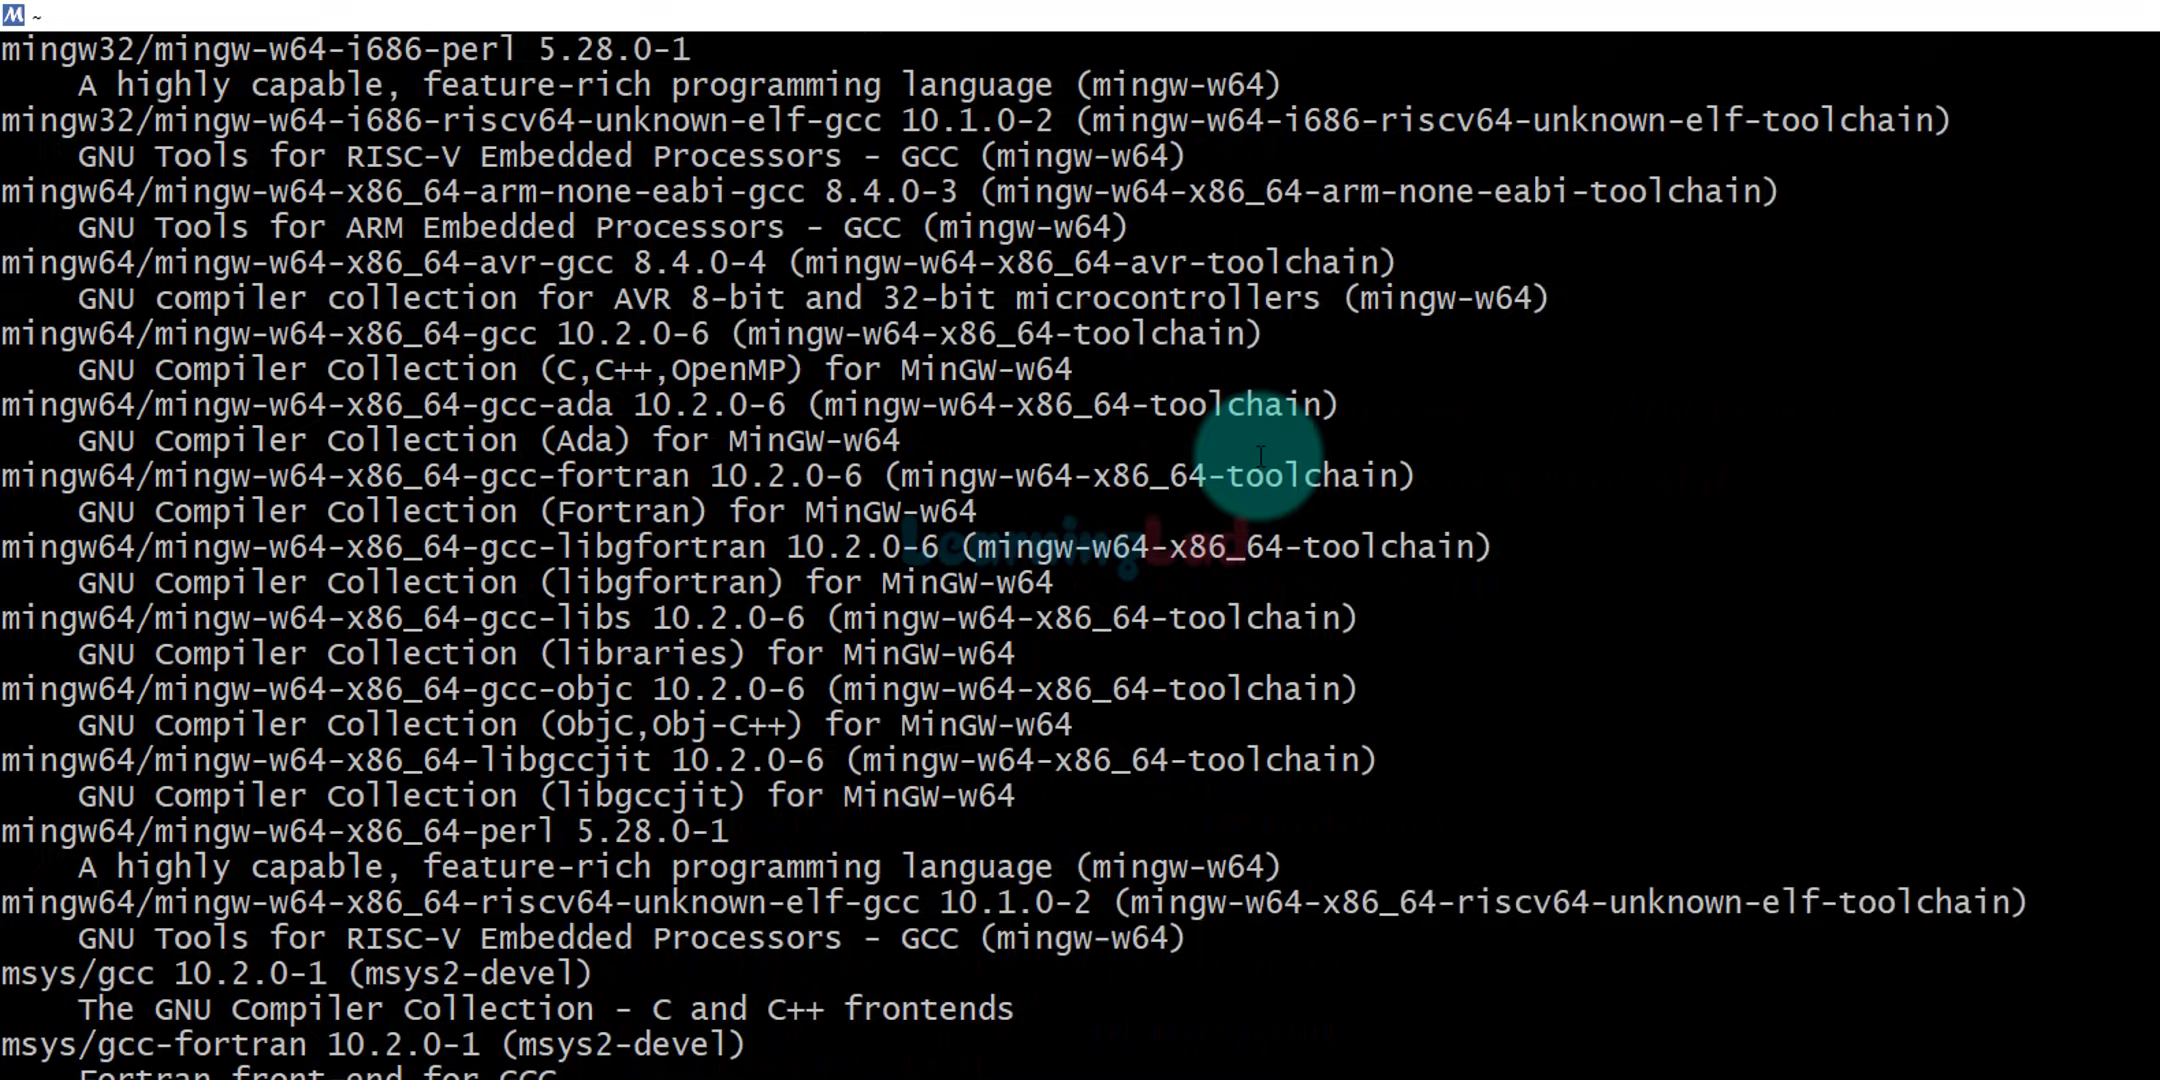 ~
mingw32/mingw-w64-i686-perl 5.28.0-1
A highly capable, feature-rich programming language (mingw-w64)
mingw32/mingw-w64-i686-riscv64-unknown-elf-gcc 10.1.0-2 (mingw-w64-i686-riscv64-unknown-elf-toolchain)
GNU Tools for RISC-V Embedded Processors - GCC (mingw-w64)
mingw64/mingw-w64-x86_64-arm-none-eabi-gcc 8.4.0-3 (mingw-w64-x86_64-arm-none-eabi-toolchain)
GNU Tools for ARM Embedded Processors - GCC (mingw-w64)
mingw64/mingw-w64-x86_64-avr-gcc 8.4.0-4 (mingw-w64-x86_64-avr-toolchain)
GNU compiler collection for AVR 8-bit and 32-bit microcontrollers (mingw-w64)
mingw64/mingw-w64-x86_64-gcc 10.2.0-6 (mingw-w64-x86_64-toolchain)
GNU Compiler Collection (C,C++,OpenMP) for MinGW-w64
mingw64/mingw-w64-x86_64-gcc-ada 10.2.0-6 (mingw-w64-x86_64-toolchain)
GNU Compiler Collection (Ada) for MinGW-w64
mingw64/mingw-w64-x86_64-gcc-fortran 10.2.0-6 (mingw-w64-x86_64-toolchain)
GNU Compiler Collection (Fortran) for MinGW-w64
LearningLad
mingw64/mingw-w64-x86_64-gcc-libgfortran 10.2.0-6 (mingw-w64-x86_64-toolchain)
GNU Compiler Collection (libgfortran) for MinGW-w64
mingw64/mingw-w64-x86_64-gcc-libs 10.2.0-6 (mingw-w64-x86_64-toolchain)
GNU Compiler Collection (libraries) for MinGW-w64
mingw64/mingw-w64-x86_64-gcc-objc 10.2.0-6 (mingw-w64-x86_64-toolchain)
GNU Compiler Collection (ObjC,Obj-C++) for MinGW-w64
mingw64/mingw-w64-x86_64-libgccjit 10.2.0-6 (mingw-w64-x86_64-toolchain)
GNU Compiler Collection (libgccjit) for MinGW-w64
mingw64/mingw-w64-x86_64-perl 5.28.0-1
A highly capable, feature-rich programming language (mingw-w64)
mingw64/mingw-w64-x86_64-riscv64-unknown-elf-gcc 10.1.0-2 (mingw-w64-x86_64-riscv64-unknown-elf-toolchain)
GNU Tools for RISC-V Embedded Processors - GCC (mingw-w64)
msys/gcc 10.2.0-1 (msys2-devel)
The GNU Compiler Collection - C and C++ frontends
msys/gcc-fortran 10.2.0-1 (msys2-devel)
Fortran front-end for GCC